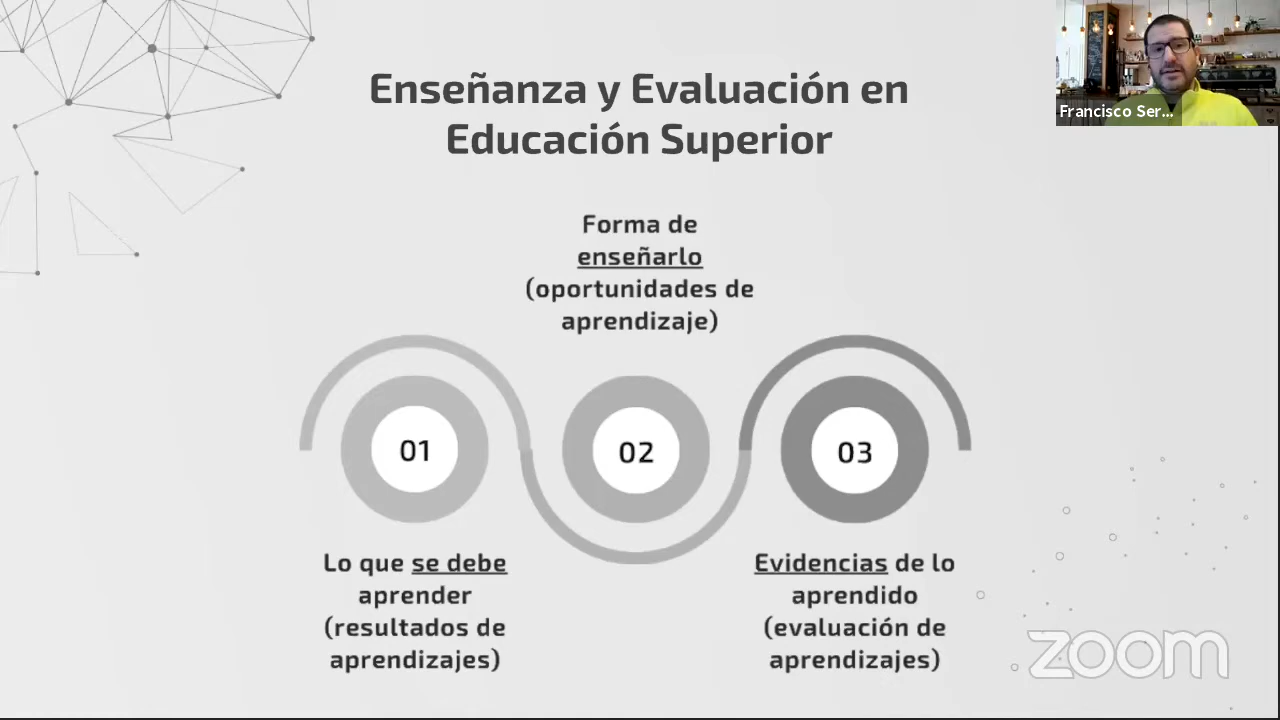 Enseñanza y Evaluación en
Educación Superior
Francisco Ser...
Forma de
enseñarlo
(oportunidades de
aprendizaje)
01
02
03
Lo que se debe
aprender
(resultados de
aprendizajes)
Evidencias de lo
aprendido
(evaluación de
aprendizajes)
zoom